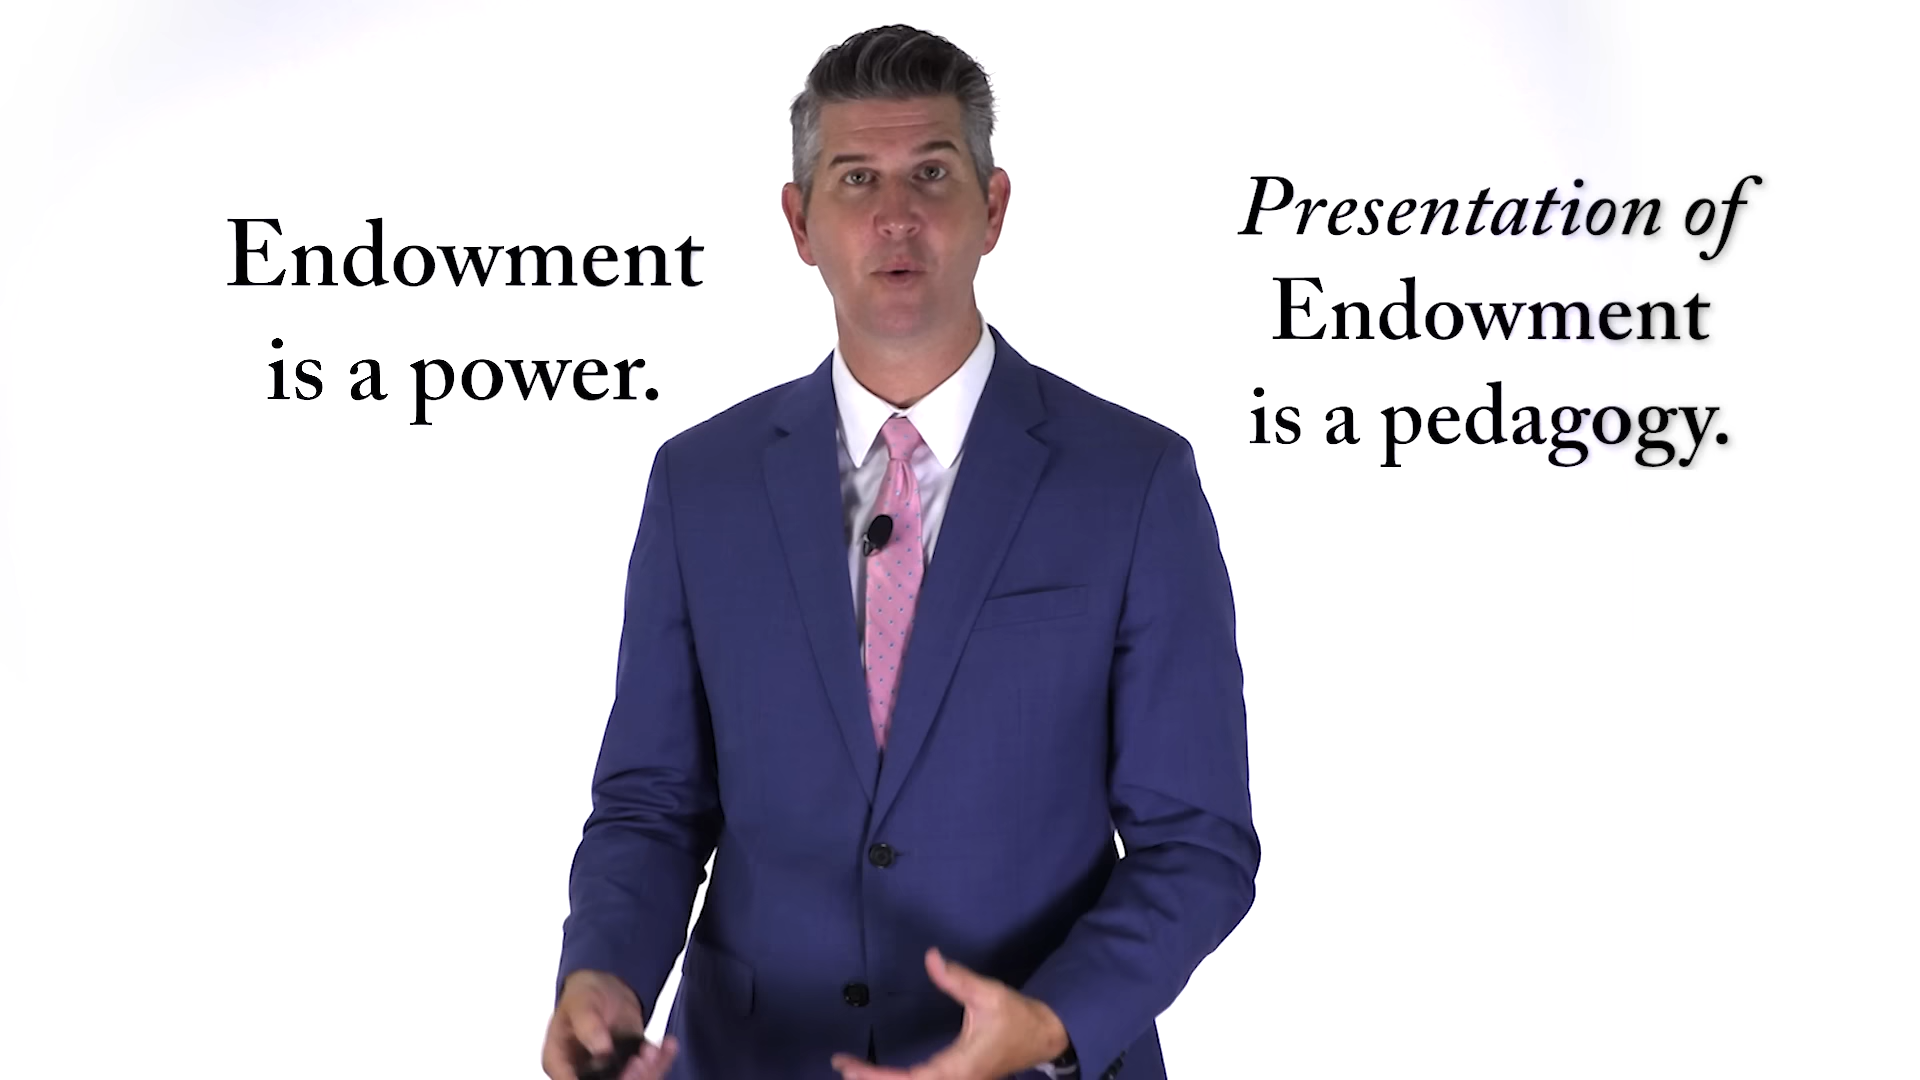 Endowment
is a power.
Presentation of
Endowment
is a pedagogy.